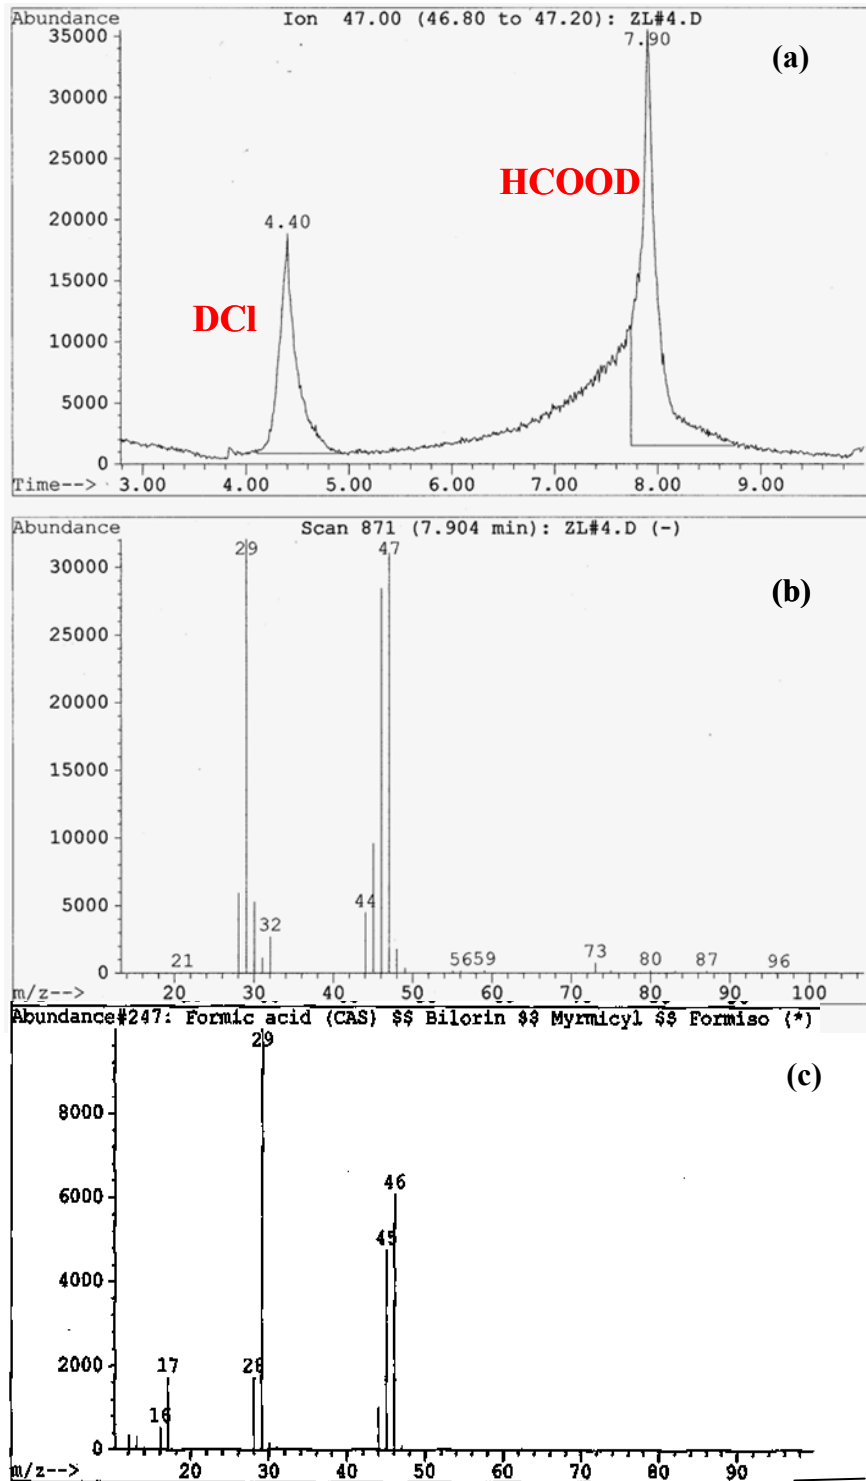 Abundance Ion 47.00 (46.80 to 47.20): ZL#4.D
35000
7.90
(a)
30000
25000
HCOOD
20000
4.40
15000
DCl
10000
5000
0
Time--> 3.00 4.00 5.00 6.00 7.00 8.00 9.00
Abundance Scan 871 (7.904 min): ZL#4.D (-)
29 47
30000
(b)
25000
20000
15000
10000
5000
44
32
21 5659 73 80 87 96
0
m/z--> 20 30 40 50 60 70 80 90 100
Abundance#247: Formic acid (CAS) $$ Bilorin $$ Myrmicyl $$ Formiso (*)
29
(c)
8000
46
6000
45
4000
2000
17 28
16
0
m/z--> 20 30 40 50 60 70 80 90